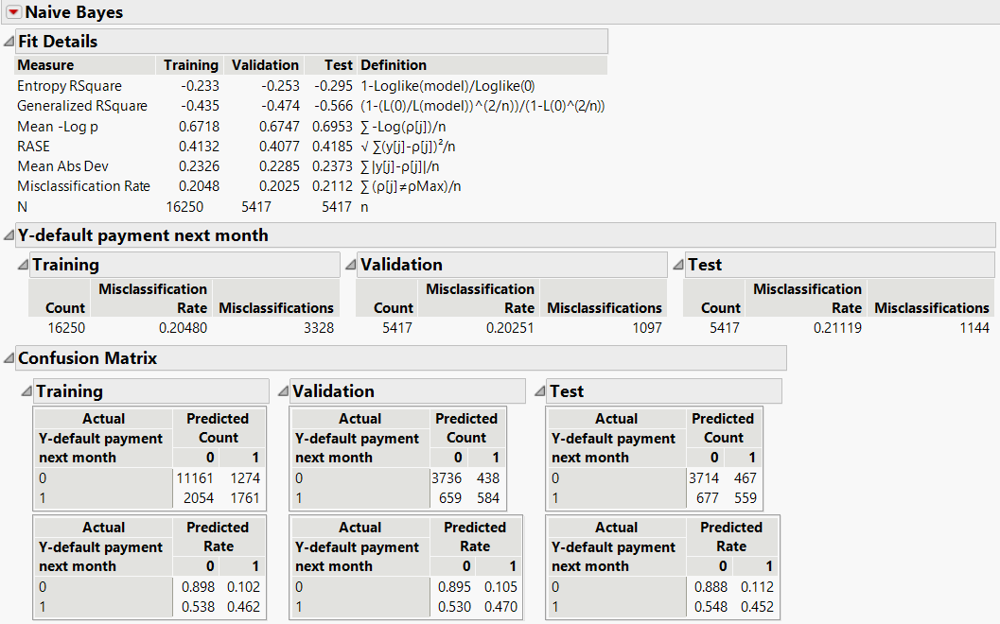 Naive Bayes
Fit Details
Measure Training Validation Test Definition
Entropy RSquare -0.233 -0.253 -0.295 1-Loglike(model)/Loglike(0)
Generalized RSquare -0.435 -0.474 -0.566 (1-(L(0)/L(model))^(2/n))/(1-L(0)^(2/n))
Mean -Log p 0.6718 0.6747 0.6953 ∑ -Log(ρ[j])/n
RASE 0.4132 0.4077 0.4185 √ ∑(y[j]-ρ[j])²/n
Mean Abs Dev 0.2326 0.2285 0.2373 ∑ |y[j]-ρ[j]|/n
Misclassification Rate 0.2048 0.2025 0.2112 ∑ (ρ[j]≠ρMax)/n
N 16250 5417 5417 n
Y-default payment next month
Training Validation Test
Misclassification Misclassification Misclassification
Count Rate Misclassifications Count Rate Misclassifications Count Rate Misclassifications
16250 0.20480 3328 5417 0.20251 1097 5417 0.21119 1144
Confusion Matrix
Training Validation Test
Actual Predicted Actual Predicted Actual Predicted
Y-default payment Count Y-default payment Count Y-default payment Count
next month 0 1 next month 0 1 next month 0 1
0 11161 1274 0 3736 438 0 3714 467
1 2054 1761 1 659 584 1 677 559
Actual Predicted Actual Predicted Actual Predicted
Y-default payment Rate Y-default payment Rate Y-default payment Rate
next month 0 1 next month 0 1 next month 0 1
0 0.898 0.102 0 0.895 0.105 0 0.888 0.112
1 0.538 0.462 1 0.530 0.470 1 0.548 0.452